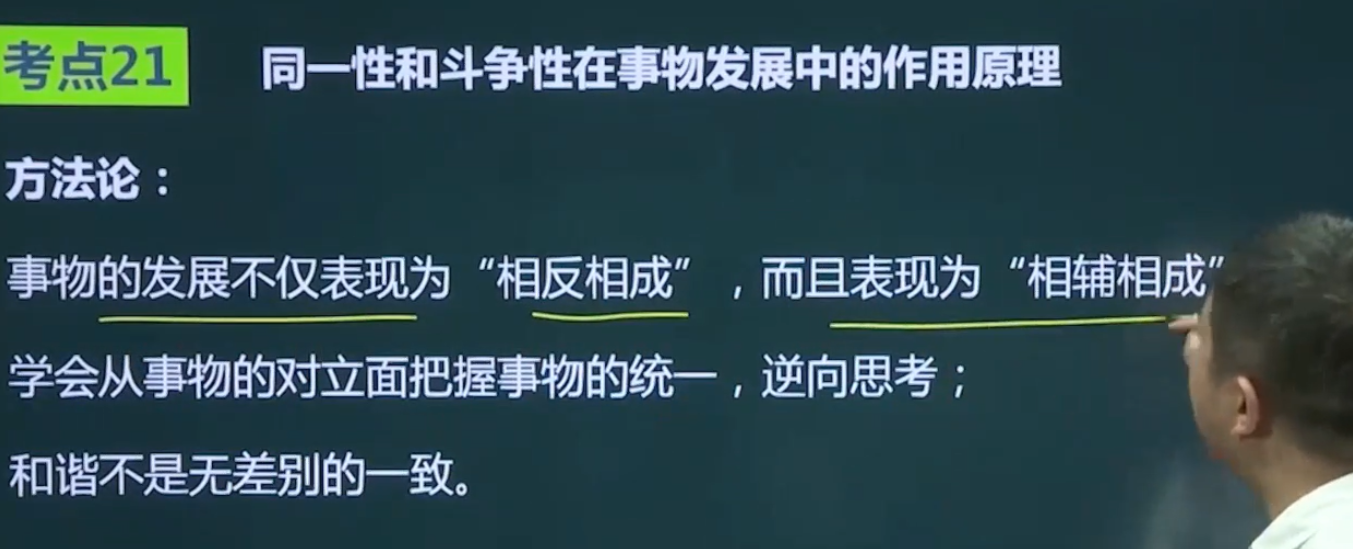 考点21 同一性和斗争性在事物发展中的作用原理
方法论：
事物的发展不仅表现为“相反相成”，而且表现为“相辅相成”
学会从事物的对立面把握事物的统一，逆向思考；
和谐不是无差别的一致。